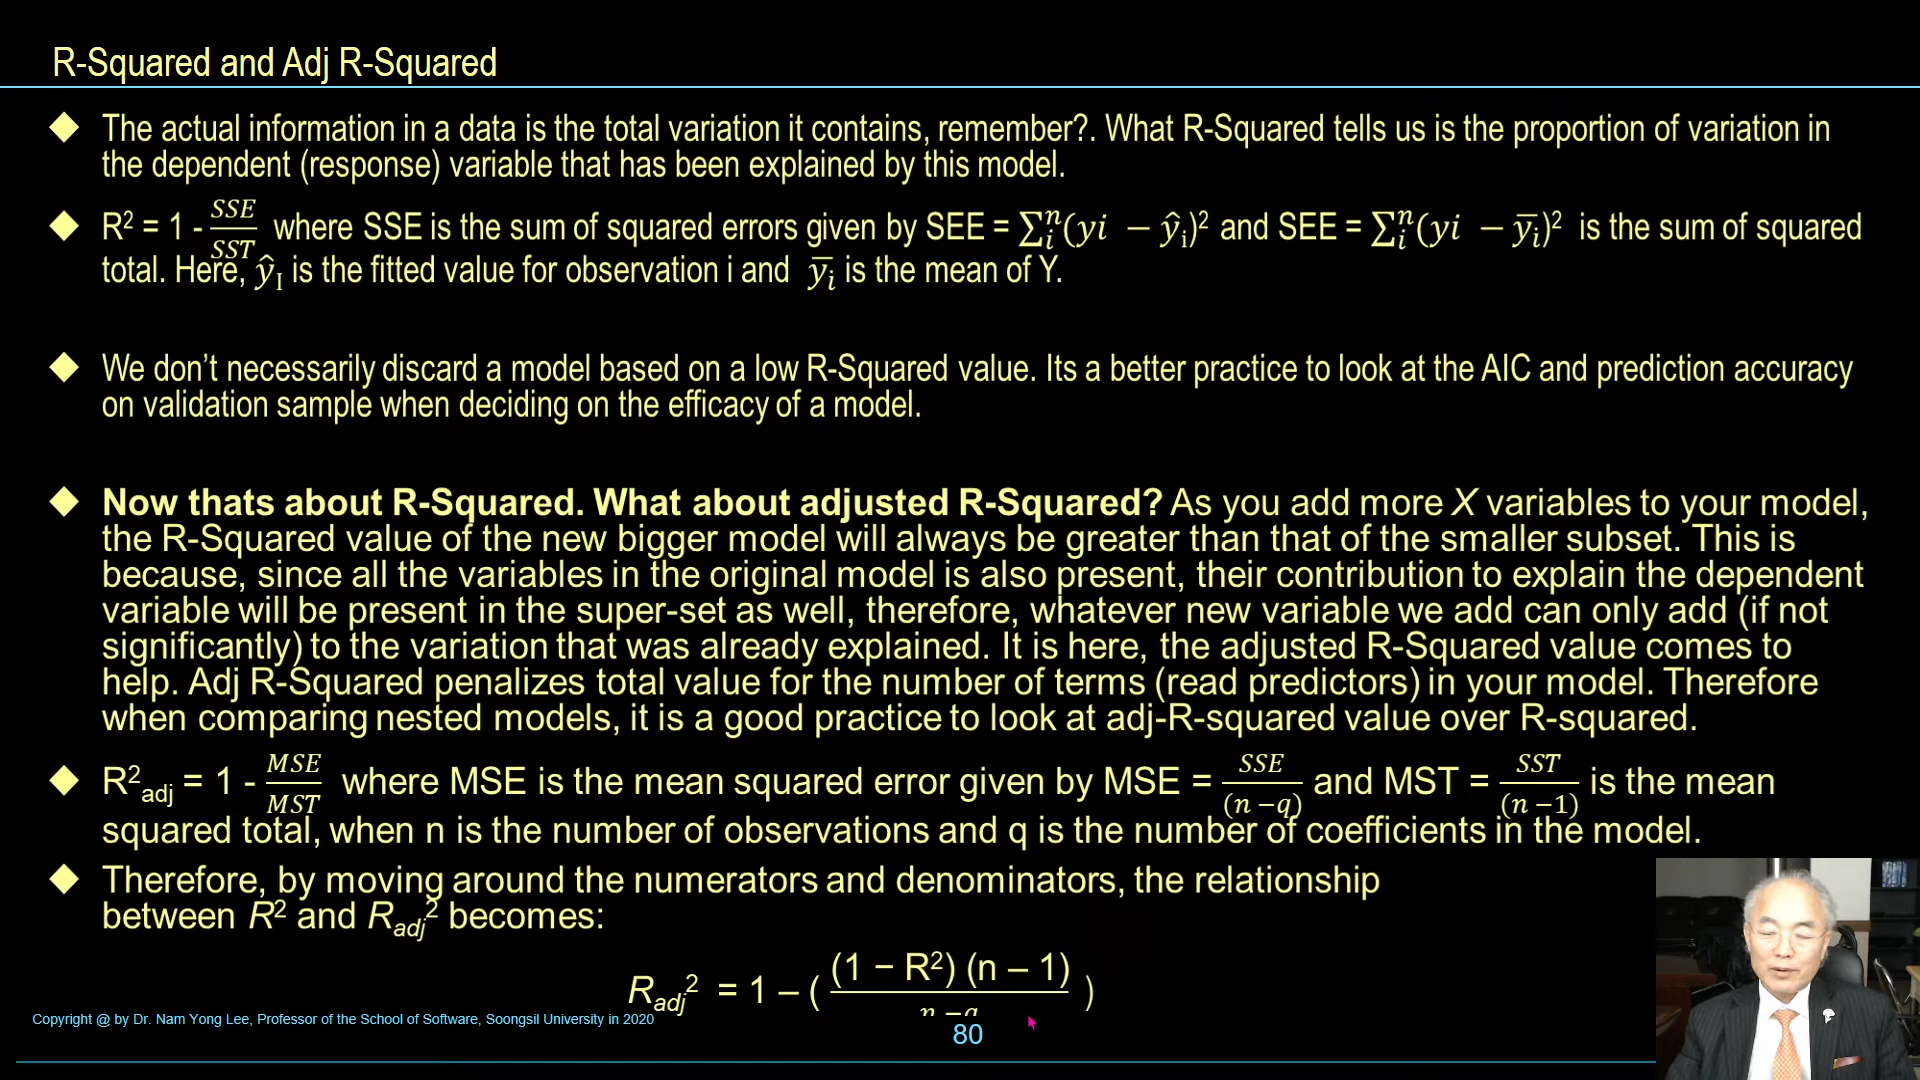 R-Squared and Adj R-Squared
◆ The actual information in a data is the total variation it contains, remember?. What R-Squared tells us is the proportion of variation in
the dependent (response) variable that has been explained by this model.
◆ R² = 1 - SSE/SST where SSE is the sum of squared errors given by SEE = ∑ᵢⁿ(yi − ŷᵢ)² and SEE = ∑ᵢⁿ(yi − y̅ᵢ)² is the sum of squared
total. Here, ŷ_I is the fitted value for observation i and y̅ᵢ is the mean of Y.
◆ We don’t necessarily discard a model based on a low R-Squared value. Its a better practice to look at the AIC and prediction accuracy
on validation sample when deciding on the efficacy of a model.
◆ Now thats about R-Squared. What about adjusted R-Squared? As you add more X variables to your model,
the R-Squared value of the new bigger model will always be greater than that of the smaller subset. This is
because, since all the variables in the original model is also present, their contribution to explain the dependent
variable will be present in the super-set as well, therefore, whatever new variable we add can only add (if not
significantly) to the variation that was already explained. It is here, the adjusted R-Squared value comes to
help. Adj R-Squared penalizes total value for the number of terms (read predictors) in your model. Therefore
when comparing nested models, it is a good practice to look at adj-R-squared value over R-squared.
◆ R²adj = 1 - MSE/MST where MSE is the mean squared error given by MSE = SSE/(n −q) and MST = SST/(n −1) is the mean
squared total, when n is the number of observations and q is the number of coefficients in the model.
◆ Therefore, by moving around the numerators and denominators, the relationship
between R² and Radj² becomes:
Radj² = 1 – ( (1 − R²) (n – 1)/n −q )
Copyright @ by Dr. Nam Yong Lee, Professor of the School of Software, Soongsil University in 2020
80